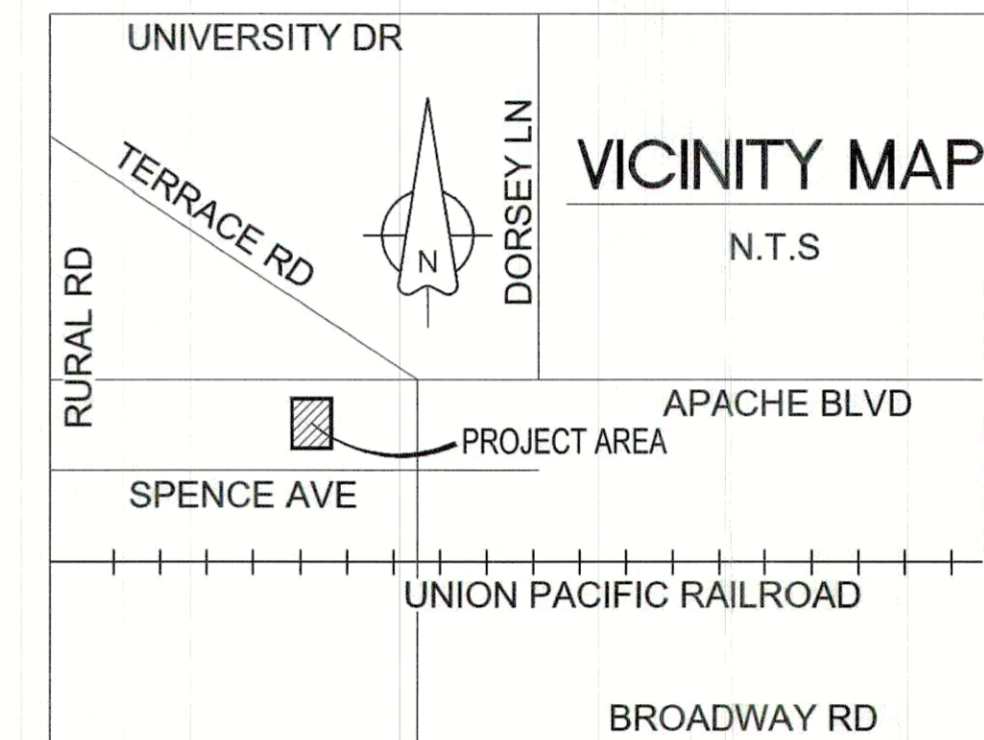 UNIVERSITY DR
TERRACE RD
DORSEY LN
VICINITY MAP
N.T.S
N
RURAL RD
APACHE BLVD
PROJECT AREA
SPENCE AVE
UNION PACIFIC RAILROAD
BROADWAY RD